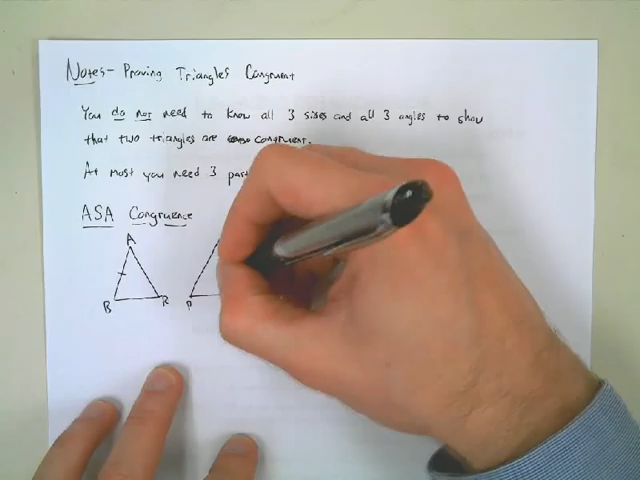 Notes - Proving Triangles Congruent
You do not need to know all 3 sides and all 3 angles to show
that two triangles are congruent.
At most you need 3 par
ASA Congruence
A
B R P